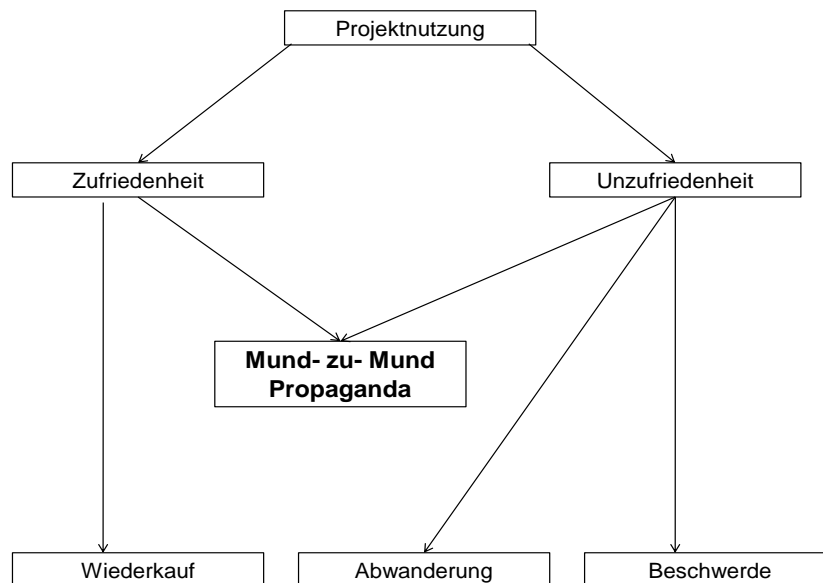 Projektnutzung
Zufriedenheit
Unzufriedenheit
Mund- zu- Mund
Propaganda
Wiederkauf
Abwanderung
Beschwerde